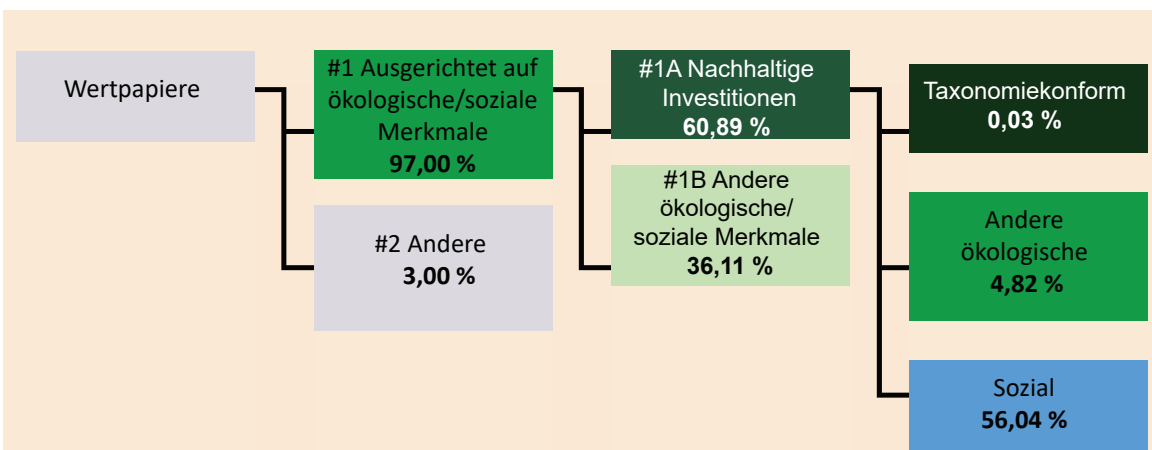 Wertpapiere
#1 Ausgerichtet auf
ökologische/soziale
Merkmale
97,00 %
#2 Andere
3,00 %
#1A Nachhaltige
Investitionen
60,89 %
#1B Andere
ökologische/
soziale Merkmale
36,11 %
Taxonomiekonform
0,03 %
Andere
ökologische
4,82 %
Sozial
56,04 %